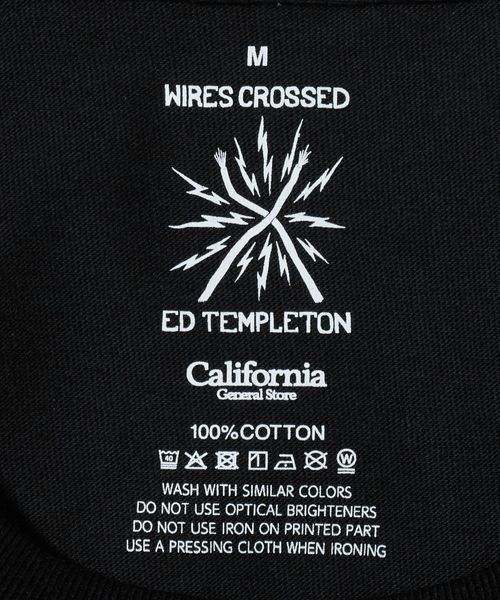 M
WIRES CROSSED
ED TEMPLETON
California
General Store
100%COTTON
40 W
WASH WITH SIMILAR COLORS
DO NOT USE OPTICAL BRIGHTENERS
DO NOT USE IRON ON PRINTED PART
USE A PRESSING CLOTH WHEN IRONING